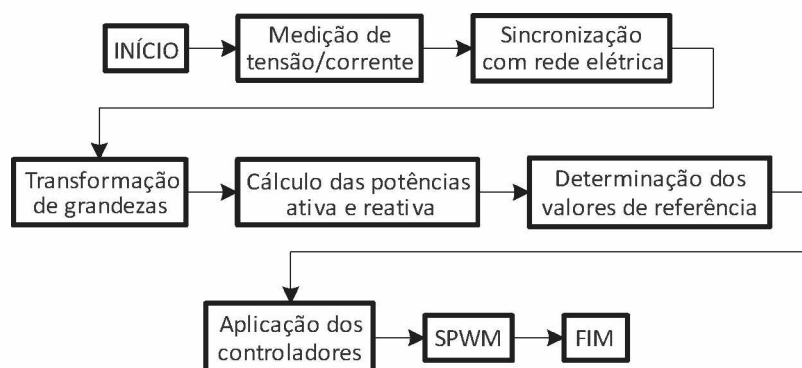 INÍCIO
Medição de
tensão/corrente
Sincronização
com rede elétrica
Transformação
de grandezas
Cálculo das potências
ativa e reativa
Determinação dos
valores de referência
Aplicação dos
controladores
SPWM
FIM